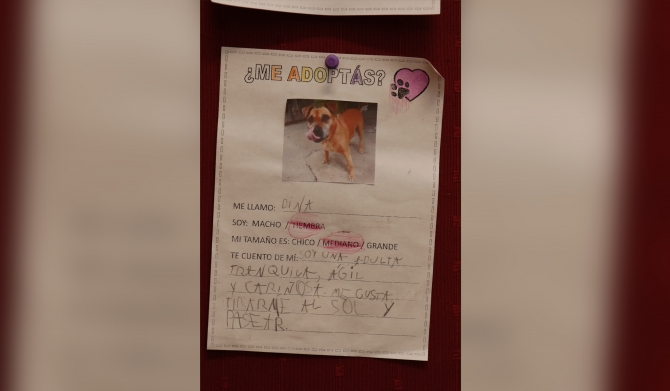 ¿ME ADOPTÁS?
ME LLAMO: DINA
SOY: MACHO / HEMBRA
MI TAMAÑO ES: CHICO / MEDIANO / GRANDE
TE CUENTO DE MÍ: SOY UNA ADULTA
TRANQUILA, ÁGIL
Y CARIÑOSA. ME GUSTA
TIRARME AL SOL Y
PASEAR